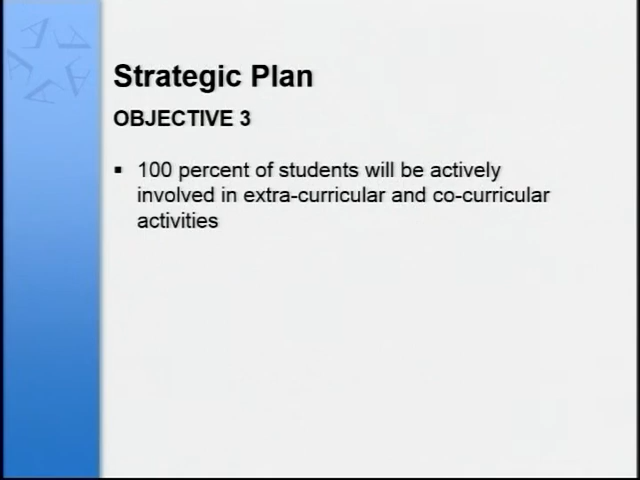 Strategic Plan
OBJECTIVE 3
▪ 100 percent of students will be actively
involved in extra-curricular and co-curricular
activities